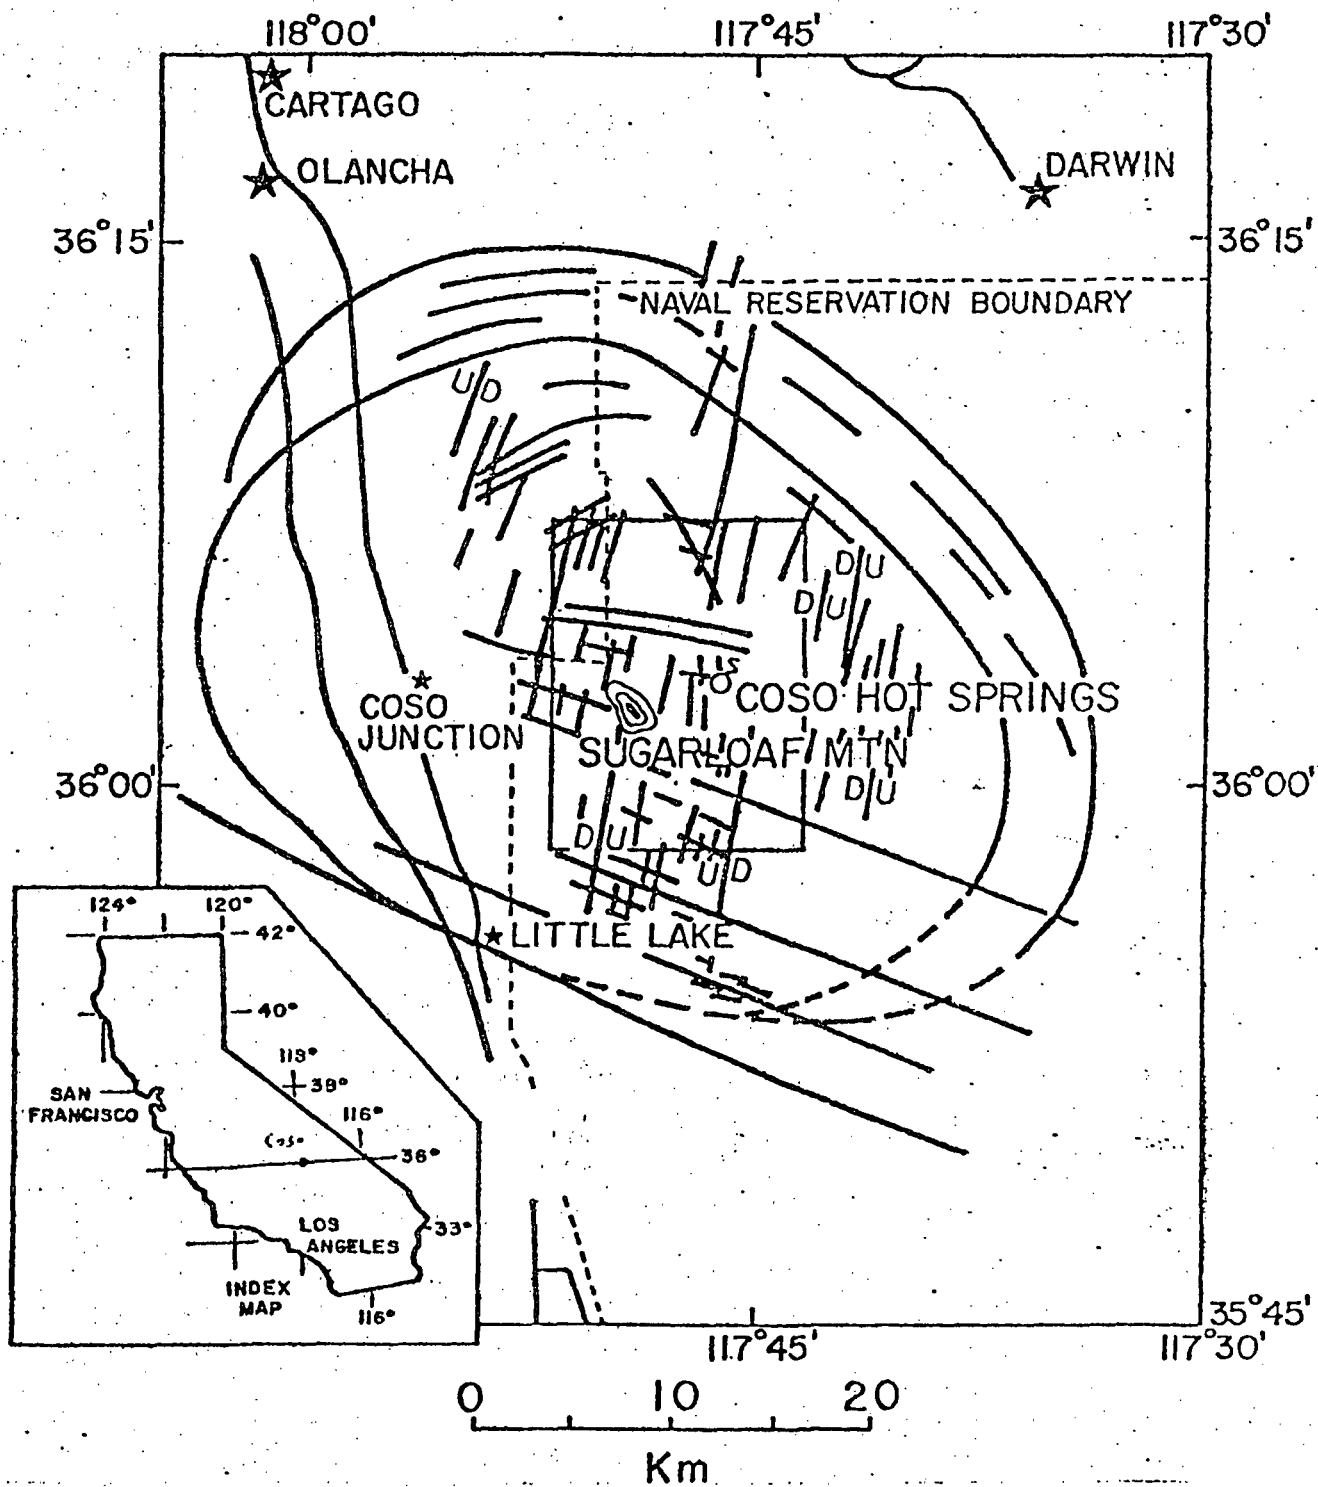 118°00'
117°45'
117°30'
CARTAGO
OLANCHA
DARWIN
36°15'
36°15'
NAVAL RESERVATION BOUNDARY
U D
D U
D U
COSO
JUNCTION
COSO HOT SPRINGS
SUGARLOAF MTN
36°00'
36°00'
D U
D U
U D
LITTLE LAKE
124°
120°
42°
40°
38°
SAN
FRANCISCO
116°
36°
LOS
ANGELES
33°
INDEX
MAP
116°
35°45'
117°45'
117°30'
0
10
20
Km